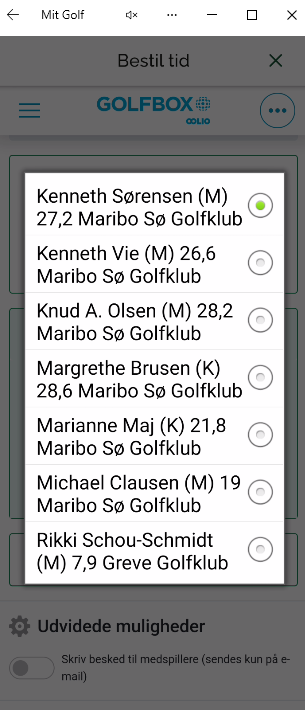 Mit Golf
Bestil tid
GOLFBOX
Kenneth Sørensen (M)
27,2 Maribo Sø Golfklub
Kenneth Vie (M) 26,6
Maribo Sø Golfklub
Knud A. Olsen (M) 28,2
Maribo Sø Golfklub
Margrethe Brusen (K)
28,6 Maribo Sø Golfklub
Marianne Maj (K) 21,8
Maribo Sø Golfklub
Michael Clausen (M) 19
Maribo Sø Golfklub
Rikki Schou-Schmidt
(M) 7,9 Greve Golfklub
Udvidede muligheder
Skriv besked til medspillere (sendes kun på e-
mail)